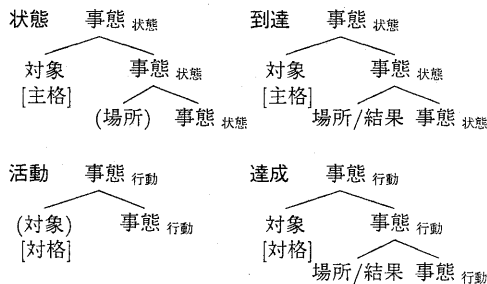 状態 事態 状態
対象 事態 状態
[主格]
(場所) 事態 状態
到達 事態 状態
対象 事態 状態
[主格]
場所/結果 事態 状態
活動 事態 行動
(対象) 事態 行動
[対格]
達成 事態 行動
対象 事態 行動
[対格]
場所/結果 事態 行動